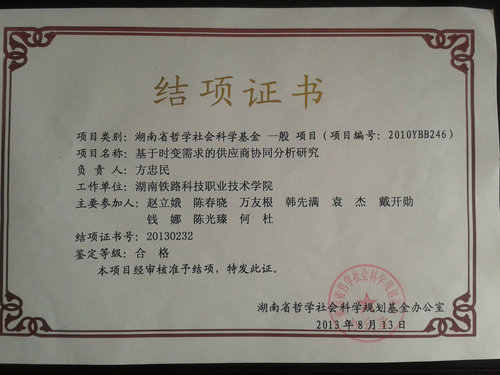 结项证书
项目类别：湖南省哲学社会科学基金 一般 项目（项目编号：2010YBB246）
项目名称：基于时变需求的供应商协同分析研究
负责人：方忠民
工作单位：湖南铁路科技职业技术学院
主要参加人：赵立娥 陈春晓 万友根 韩先满 袁杰 戴开勋
钱娜 陈光臻 何杜
结项证书号：20130232
鉴定等级：合格
本项目经审核准予结项，特发此证。
湖南省哲学社会科学规划基金办公室
2013年8月13日